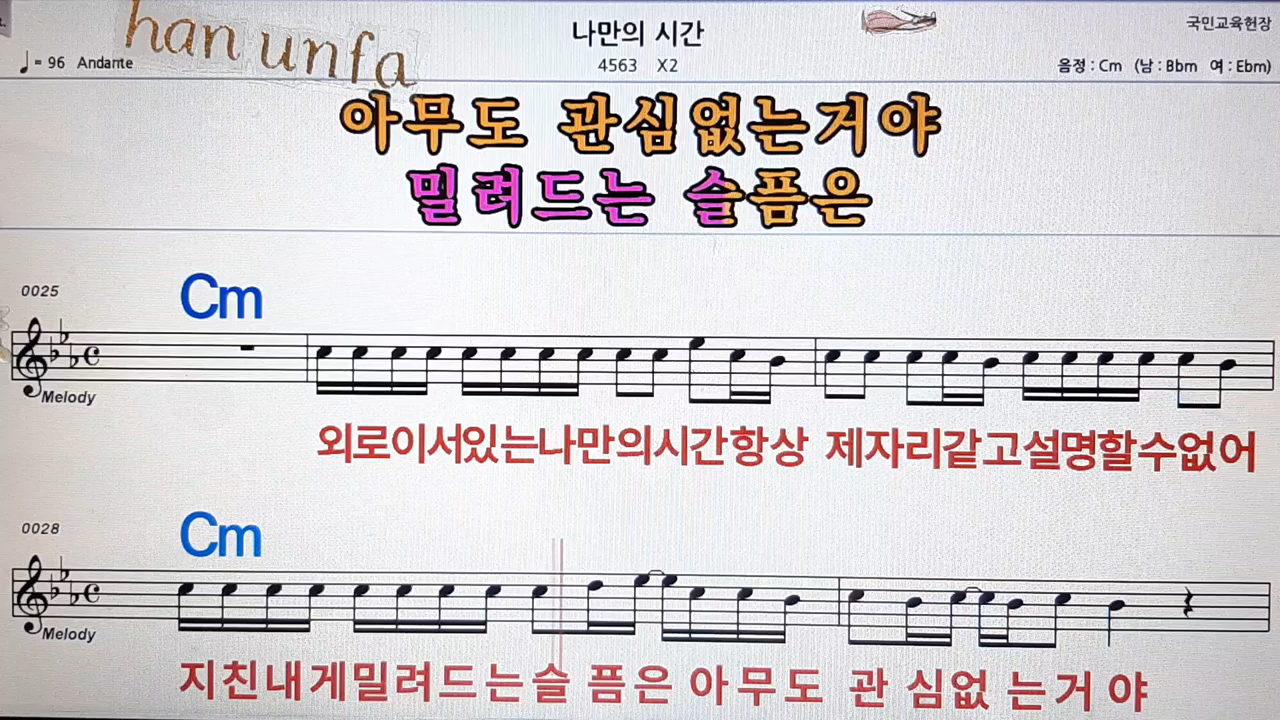 han unfa
나만의 시간
국민교육헌장
♩= 96 Andante
4563 X2
음정 : Cm (남 : Bbm 여 : Ebm)
아무도 관심없는거야
밀려드는 슬픔은
0025
Cm
Melody
외로이서있는나만의시간항상 제자리같고설명할수없어
0028
Cm
Melody
지친내게밀려드는슬 픔은 아무도 관 심없 는거 야